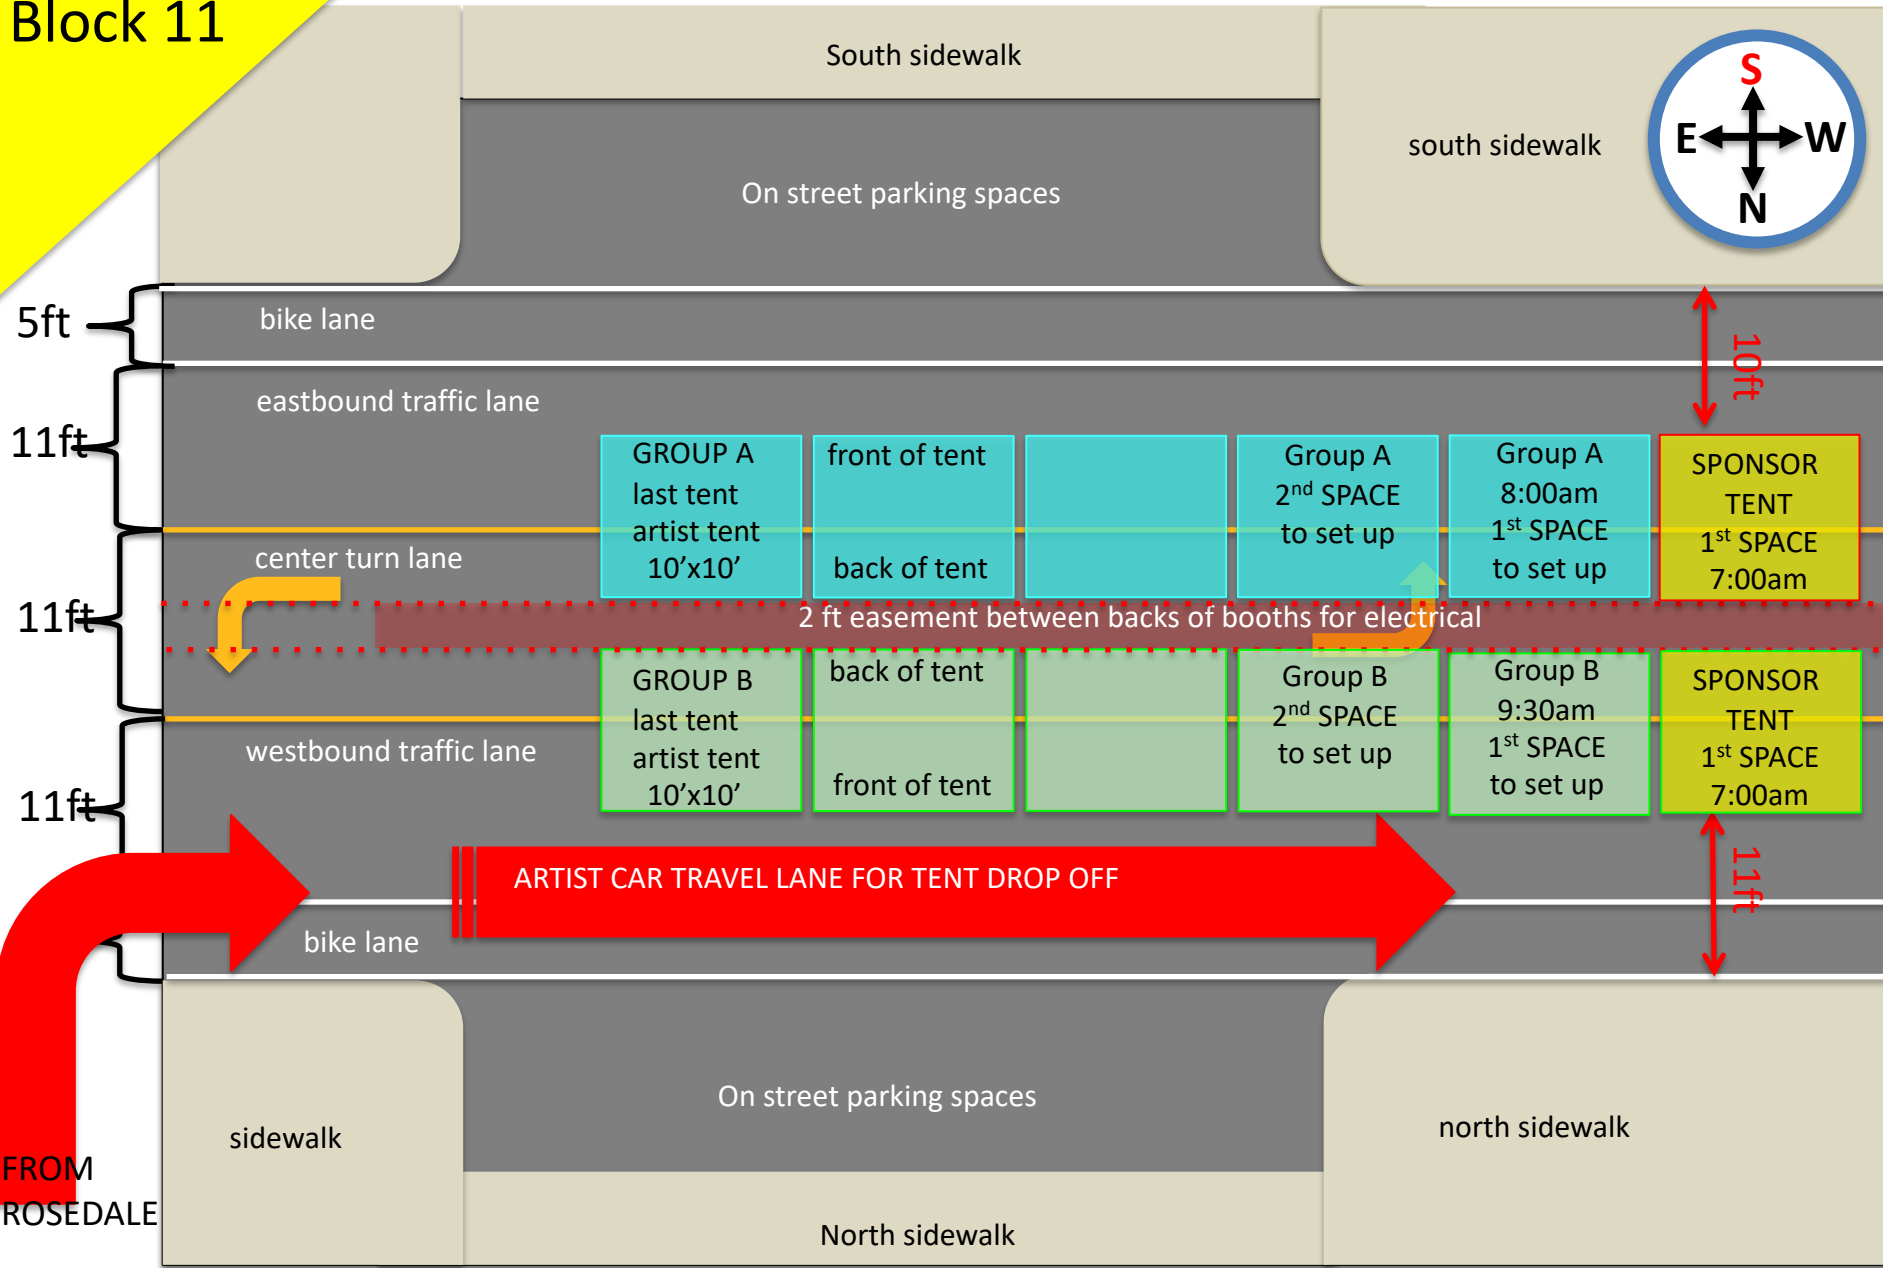 Block 11
South sidewalk
south sidewalk
S
E W
N
On street parking spaces
5ft
bike lane
10ft
eastbound traffic lane
11ft
GROUP A
last tent
artist tent
10’x10’
front of tent
back of tent
Group A
2nd SPACE
to set up
Group A
8:00am
1st SPACE
to set up
SPONSOR
TENT
1st SPACE
7:00am
center turn lane
11ft
2 ft easement between backs of booths for electrical
GROUP B
last tent
artist tent
10’x10’
back of tent
front of tent
Group B
2nd SPACE
to set up
Group B
9:30am
1st SPACE
to set up
SPONSOR
TENT
1st SPACE
7:00am
westbound traffic lane
11ft
ARTIST CAR TRAVEL LANE FOR TENT DROP OFF
11ft
bike lane
On street parking spaces
sidewalk
north sidewalk
FROM
ROSEDALE
North sidewalk